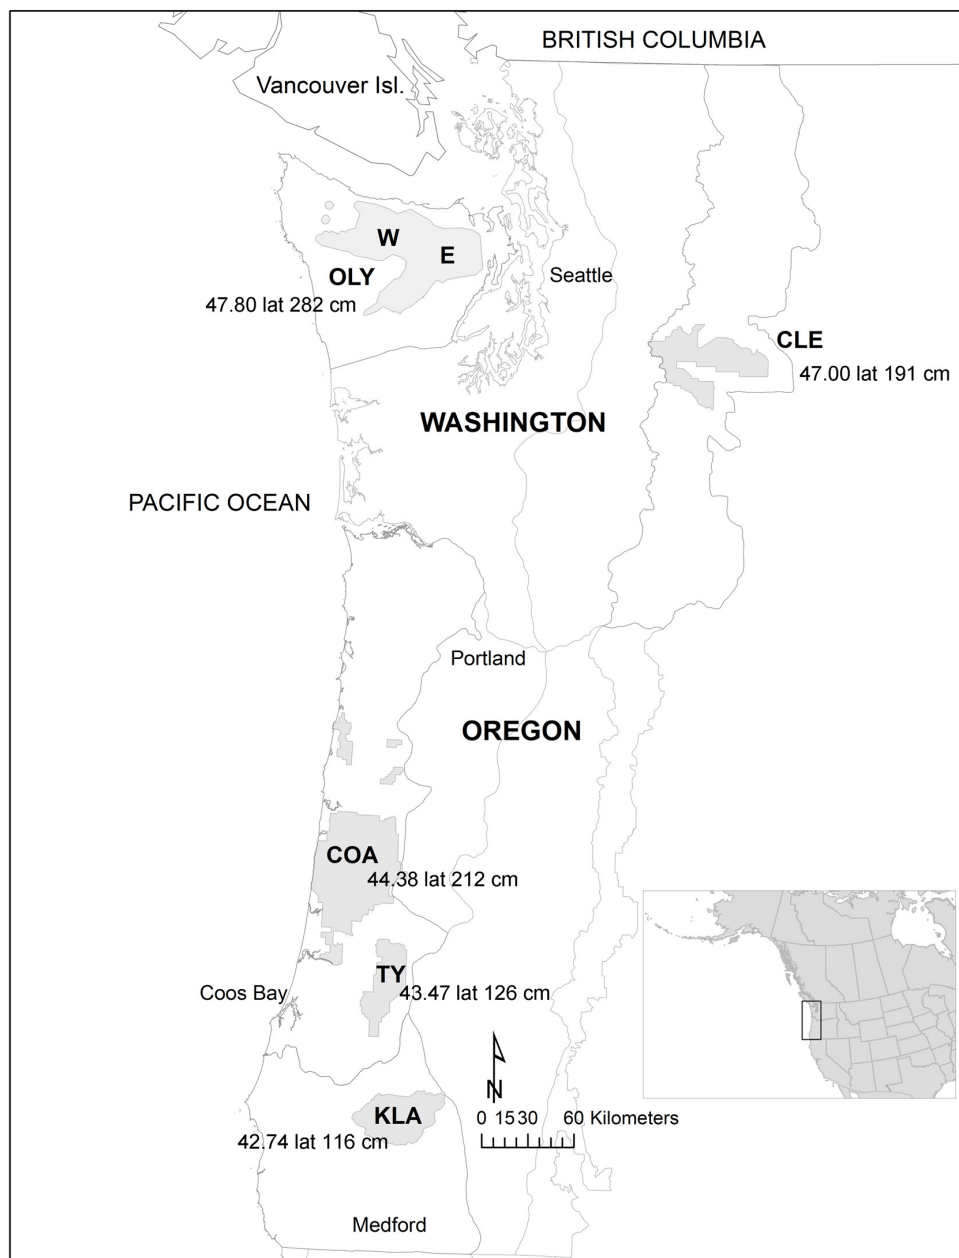 BRITISH COLUMBIA
Vancouver Isl.
W
E
OLY
47.80 lat 282 cm
Seattle
CLE
47.00 lat 191 cm
WASHINGTON
PACIFIC OCEAN
Portland
OREGON
COA
44.38 lat 212 cm
TY
43.47 lat 126 cm
Coos Bay
N
KLA
42.74 lat 116 cm
0 15 30 60 Kilometers
Medford